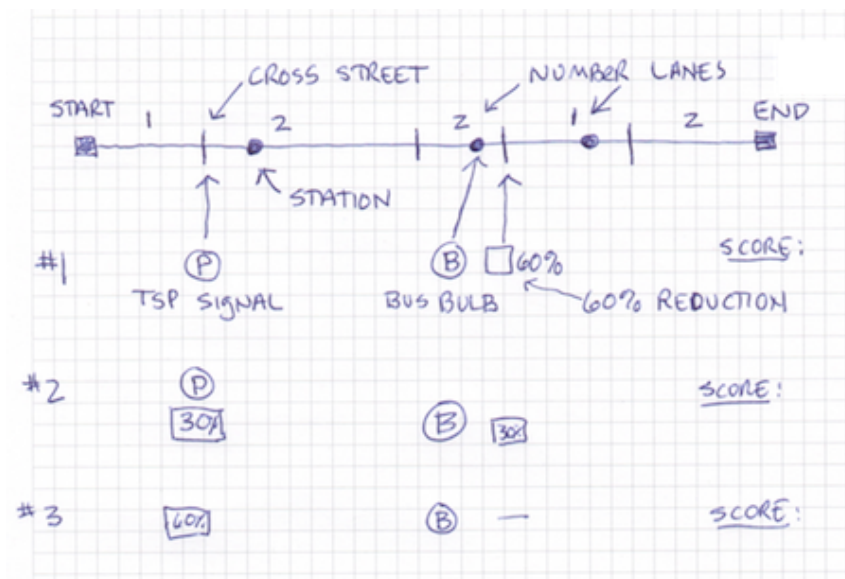 CROSS STREET
NUMBER LANES
START 1 2 2 1 2 END
STATION
#1 P B 60% SCORE:
TSP SIGNAL BUS BULB 60% REDUCTION
#2 P SCORE:
30% B 30%
#3 60% B — SCORE: